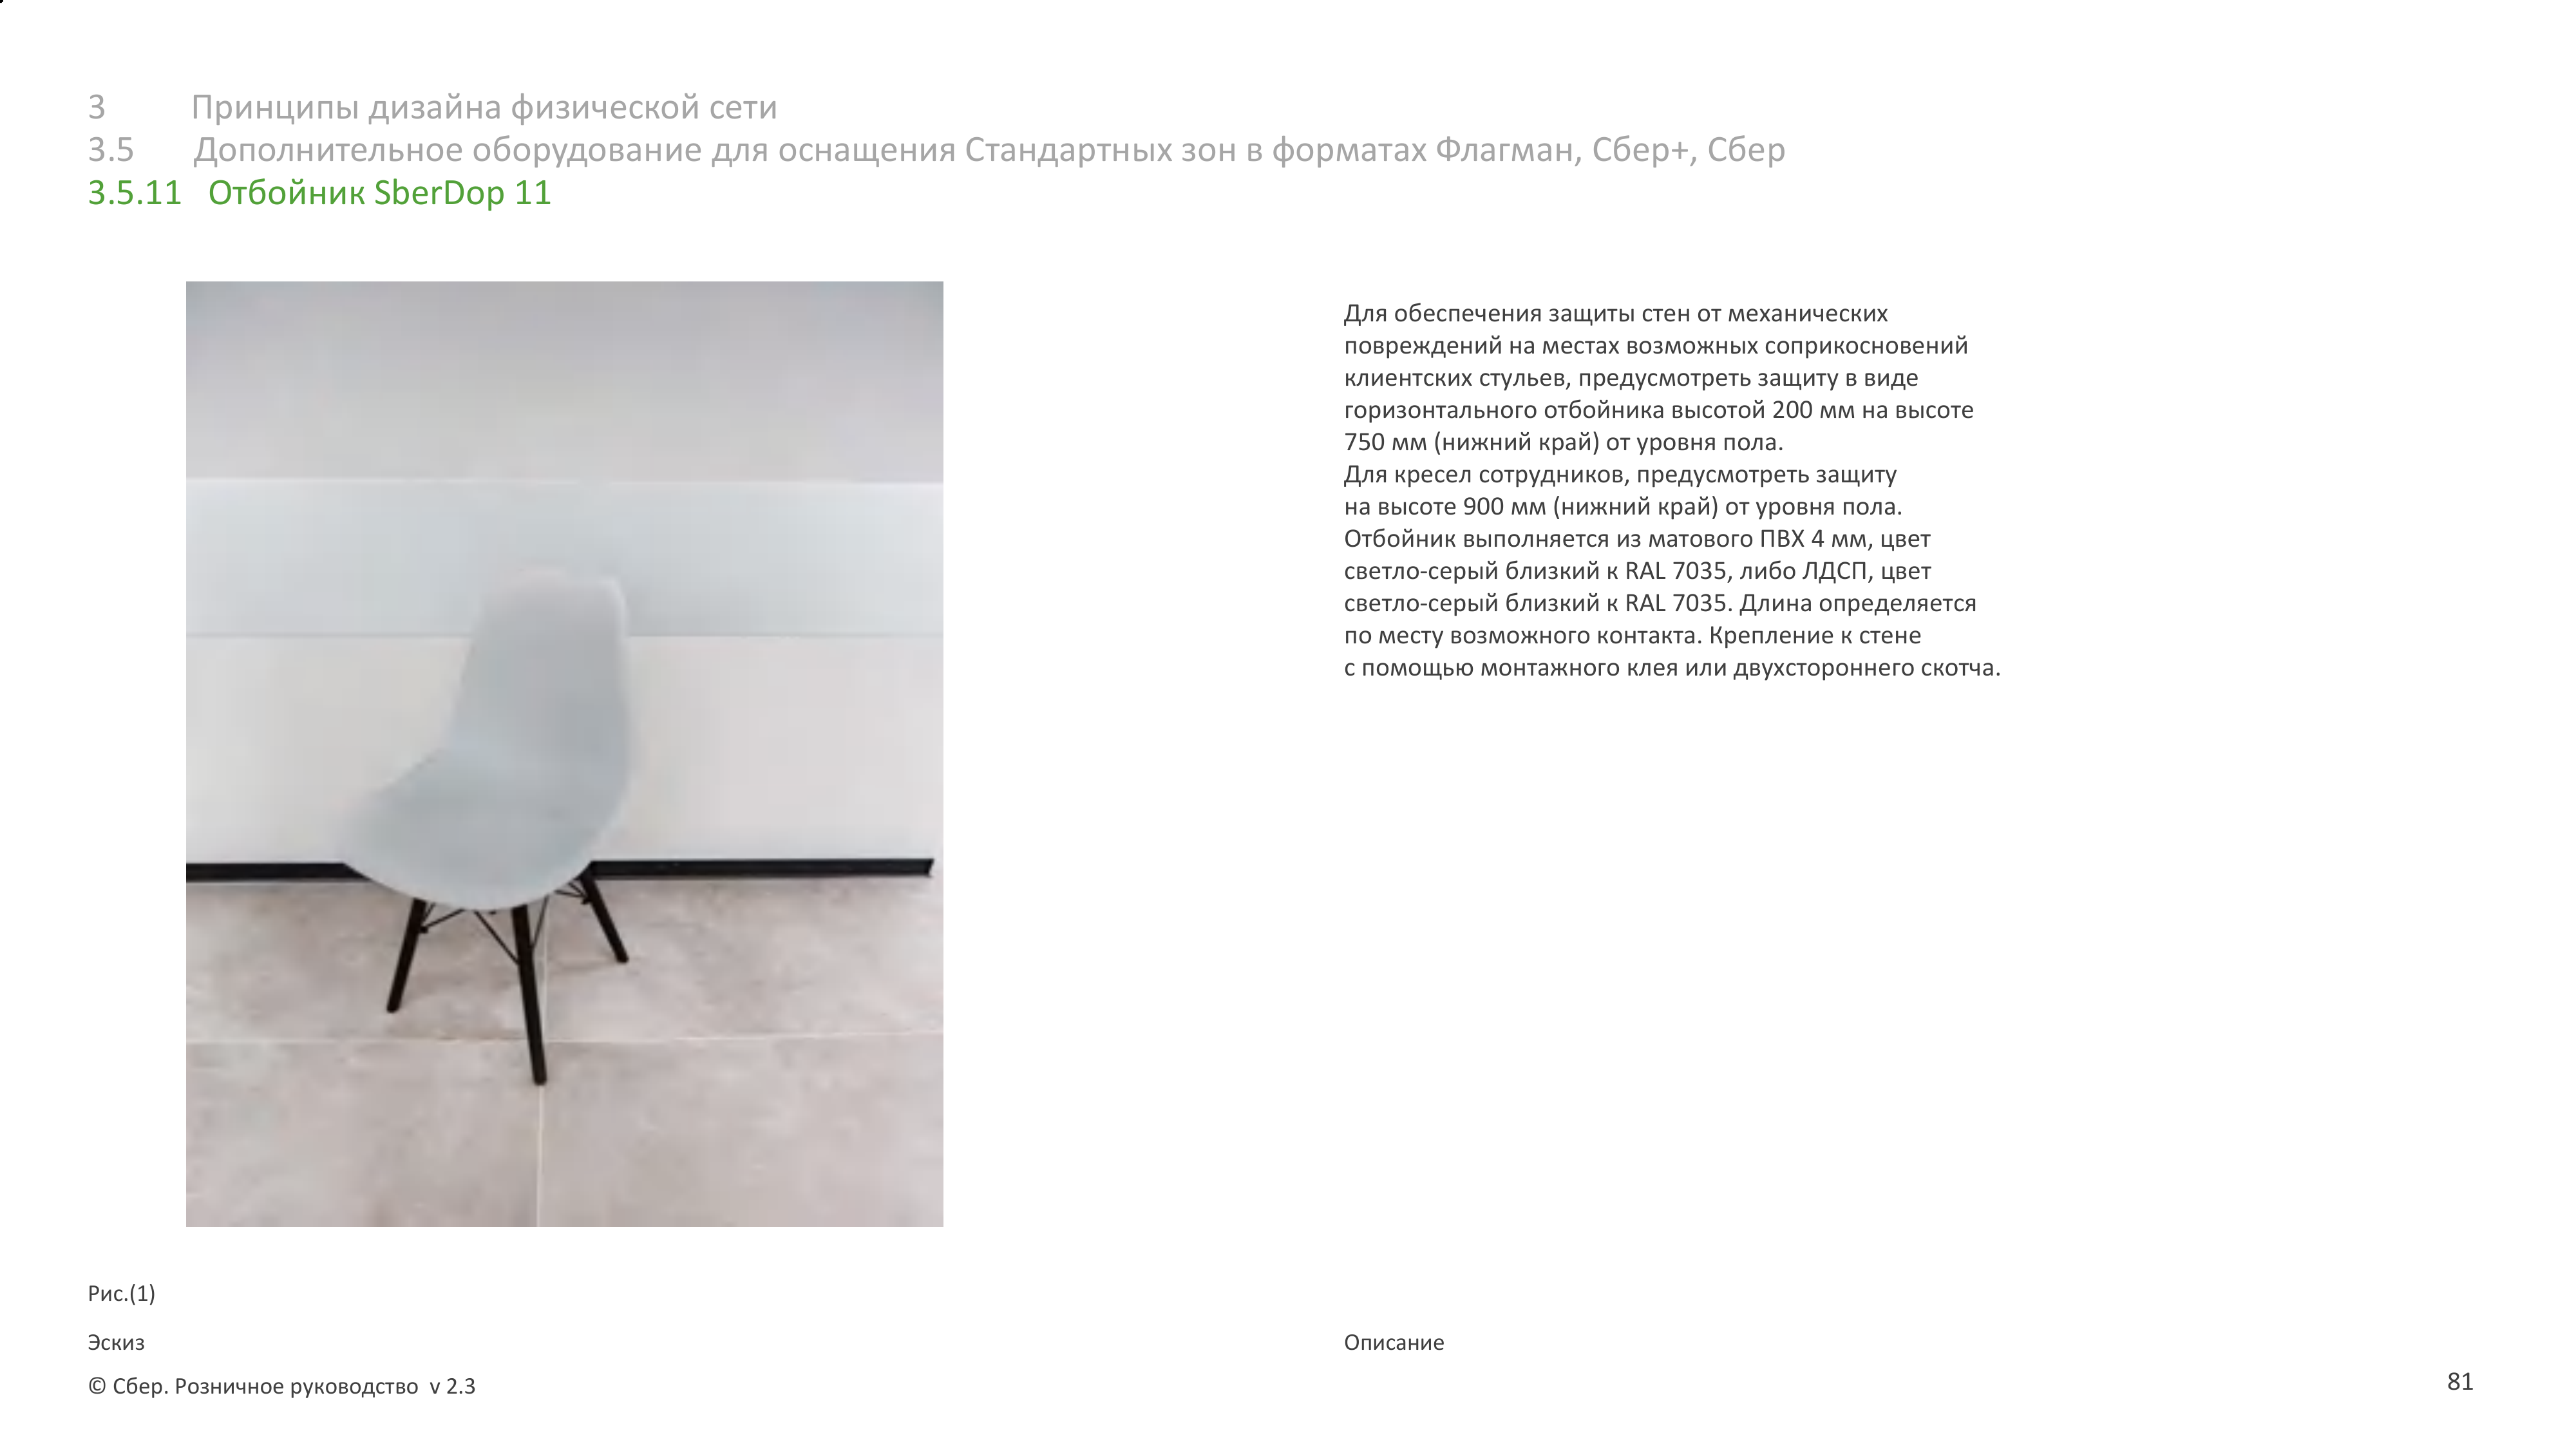 3 Принципы дизайна физической сети
3.5 Дополнительное оборудование для оснащения Стандартных зон в форматах Флагман, Сбер+, Сбер
3.5.11 Отбойник SberDop 11
Для обеспечения защиты стен от механических
повреждений на местах возможных соприкосновений
клиентских стульев, предусмотреть защиту в виде
горизонтального отбойника высотой 200 мм на высоте
750 мм (нижний край) от уровня пола.
Для кресел сотрудников, предусмотреть защиту
на высоте 900 мм (нижний край) от уровня пола.
Отбойник выполняется из матового ПВХ 4 мм, цвет
светло-серый близкий к RAL 7035, либо ЛДСП, цвет
светло-серый близкий к RAL 7035. Длина определяется
по месту возможного контакта. Крепление к стене
с помощью монтажного клея или двухстороннего скотча.
Рис.(1)
Эскиз
Описание
© Сбер. Розничное руководство v 2.3
81